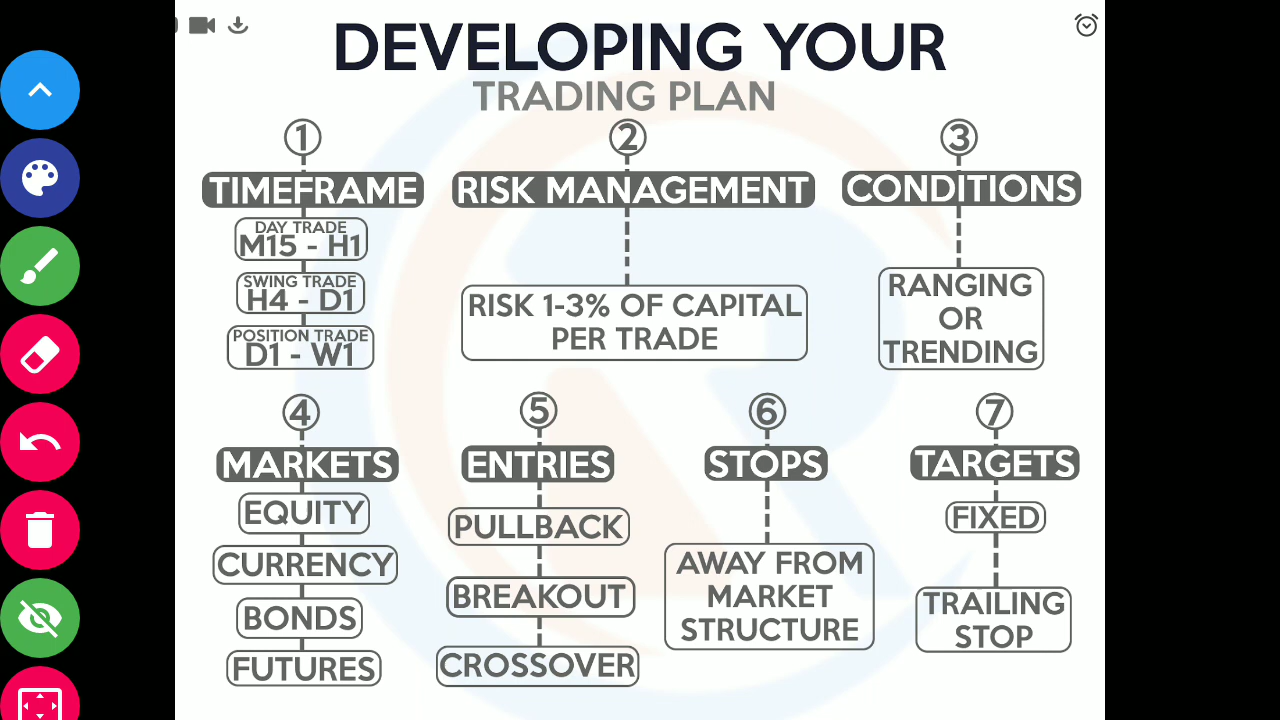 DEVELOPING YOUR
TRADING PLAN
1
TIMEFRAME
DAY TRADE
M15 - H1
SWING TRADE
H4 - D1
POSITION TRADE
D1 - W1
2
RISK MANAGEMENT
RISK 1-3% OF CAPITAL
PER TRADE
3
CONDITIONS
RANGING
OR
TRENDING
4
MARKETS
EQUITY
CURRENCY
BONDS
FUTURES
5
ENTRIES
PULLBACK
BREAKOUT
CROSSOVER
6
STOPS
AWAY FROM
MARKET
STRUCTURE
7
TARGETS
FIXED
TRAILING
STOP